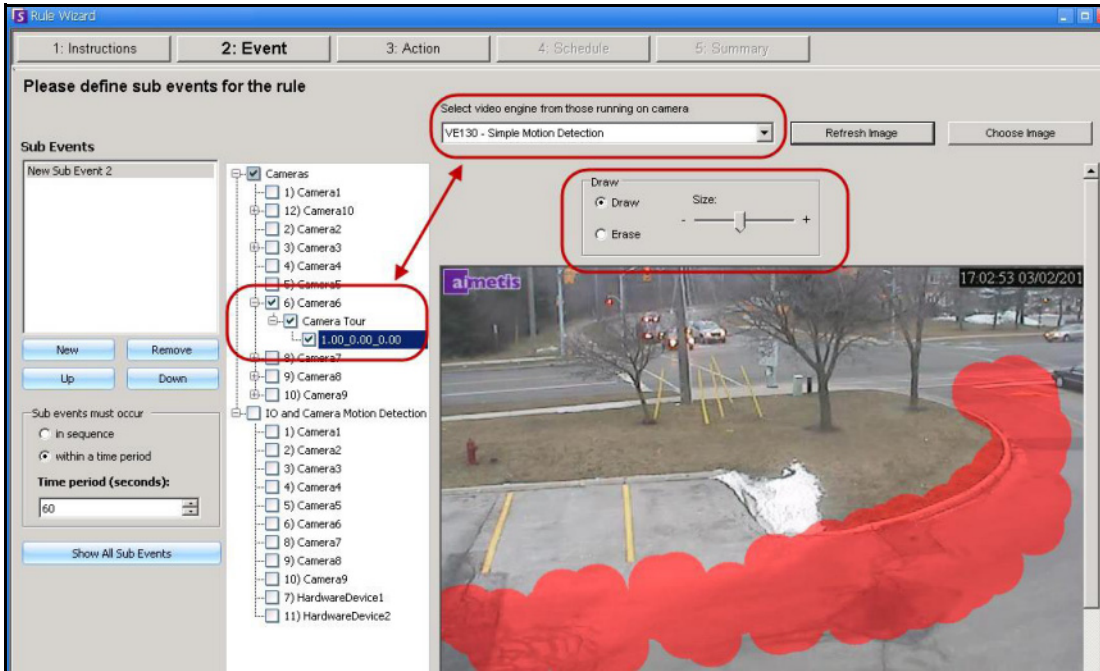 Rule Wizard
1: Instructions
2: Event
3: Action
4: Schedule
5: Summary
Please define sub events for the rule
Select video engine from those running on camera
VE130 - Simple Motion Detection
Refresh Image
Choose Image
Sub Events
New Sub Event 2
New
Remove
Up
Down
Sub events must occur
in sequence
within a time period
Time period (seconds):
60
Show All Sub Events
Cameras
1) Camera1
12) Camera10
2) Camera2
3) Camera3
4) Camera4
5) Camera5
6) Camera6
Camera Tour
1.00_0.00_0.00
8) Camera7
9) Camera8
10) Camera9
IO and Camera Motion Detection
1) Camera1
2) Camera2
3) Camera3
4) Camera4
5) Camera5
6) Camera6
8) Camera7
9) Camera8
10) Camera9
7) HardwareDevice1
11) HardwareDevice2
Draw
Draw
Size:
- +
Erase
aimetis
17:02:53 03/02/201